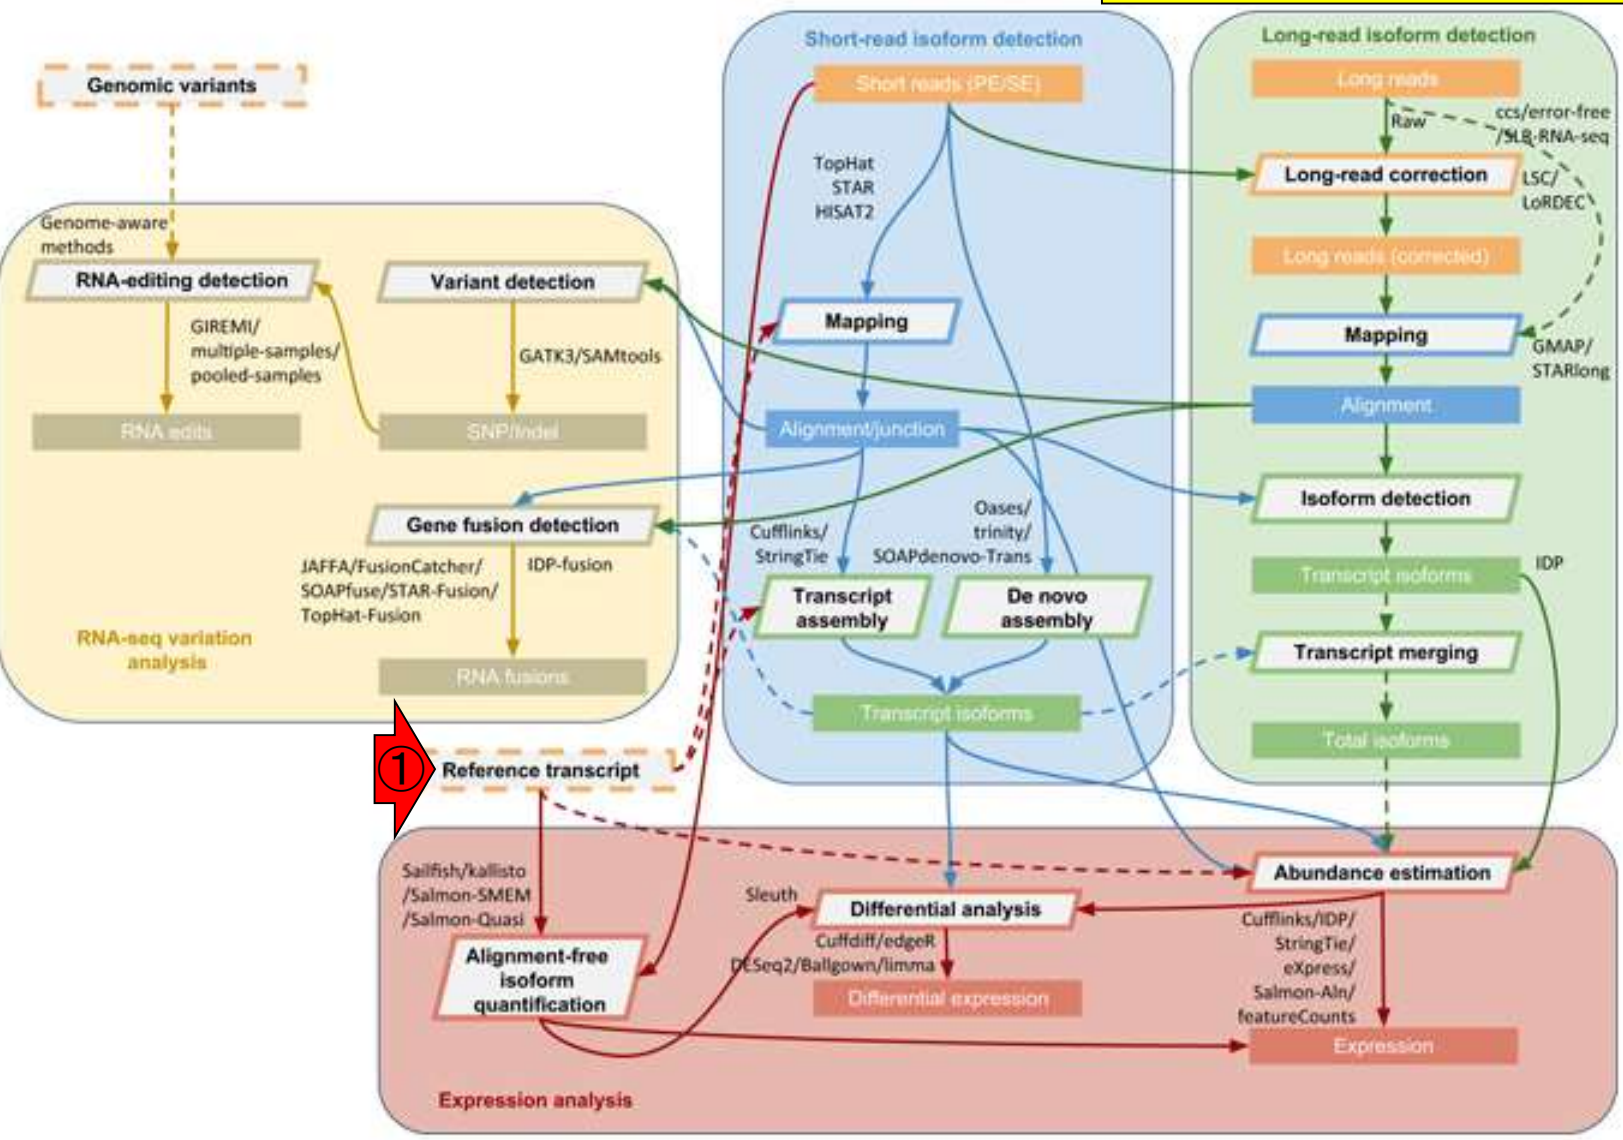 Genomic variants
Genome-aware
methods
RNA-editing detection
GIREMI/
multiple-samples/
pooled-samples
RNA edits
Variant detection
GATK3/SAMtools
SNP/Indel
Gene fusion detection
JAFFA/FusionCatcher/
SOAPfuse/STAR-Fusion/
TopHat-Fusion
IDP-fusion
RNA fusions
RNA-seq variation
analysis
Short-read isoform detection
Short reads (PE/SE)
TopHat
STAR
HISAT2
Mapping
Alignment/junction
Cufflinks/
StringTie
Oases/
trinity/
SOAPdenovo-Trans
Transcript
assembly
De novo
assembly
Transcript isoforms
Long-read isoform detection
Long reads
Raw
ccs/error-free
/SLR-RNA-seq
Long-read correction
LSC/
LoRDEC
Long reads (corrected)
Mapping
GMAP/
STARlong
Alignment
Isoform detection
Transcript isoforms
IDP
Transcript merging
Total isoforms
①
Reference transcript
Sailfish/kallisto
/Salmon-SMEM
/Salmon-Quasi
Alignment-free
isoform
quantification
Sleuth
Differential analysis
Cuffdiff/edgeR
DESeq2/Ballgown/limma
Differential expression
Abundance estimation
Cufflinks/IDP/
StringTie/
eXpress/
Salmon-Aln/
featureCounts
Expression
Expression analysis